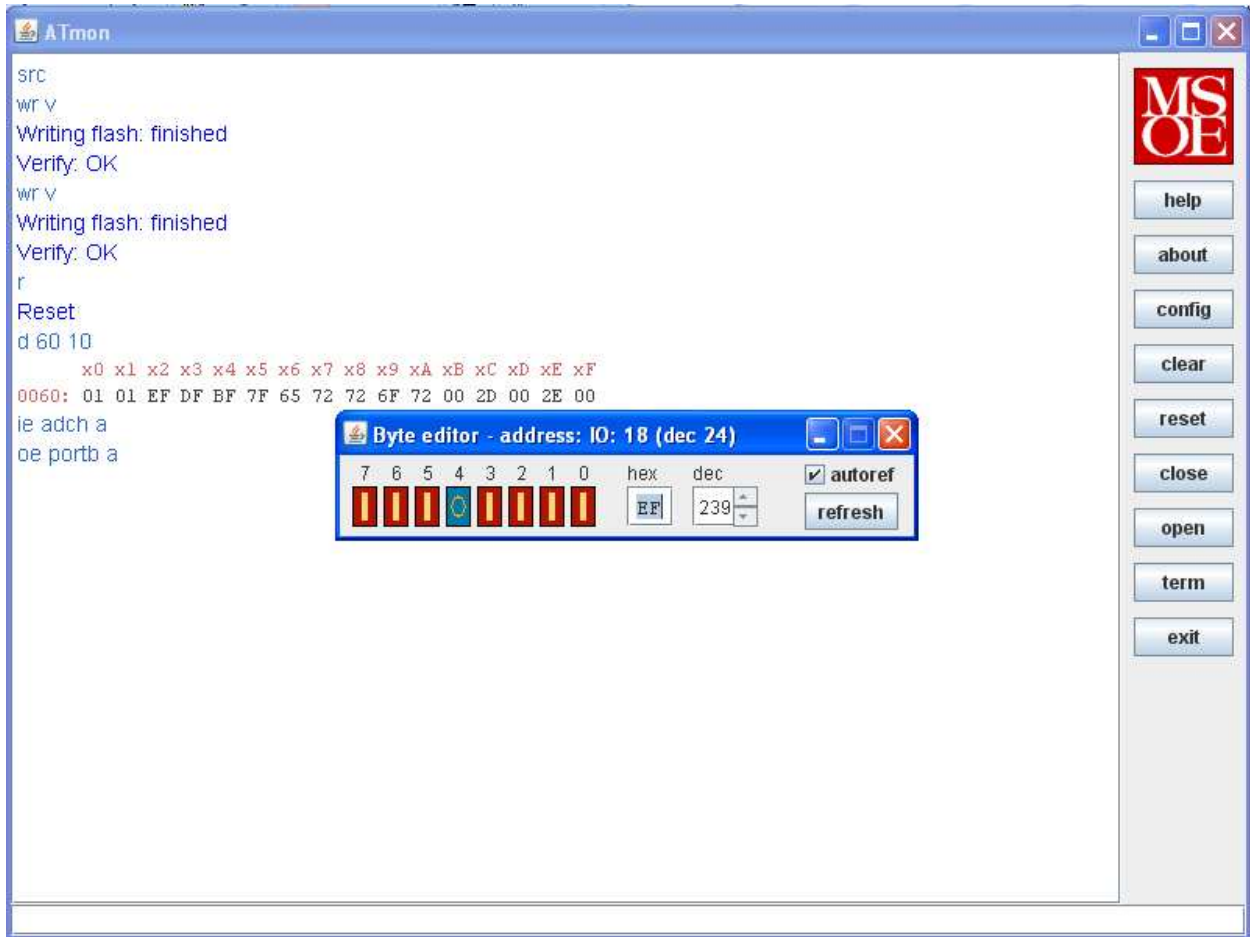 ATmon
src
wr v
Writing flash: finished
Verify: OK
wr v
Writing flash: finished
Verify: OK
r
Reset
d 60 10
x0 x1 x2 x3 x4 x5 x6 x7 x8 x9 xA xB xC xD xE xF
0060: 01 01 EF DF BF 7F 65 72 72 6F 72 00 2D 00 2E 00
ie adch a
oe portb a
Byte editor - address: IO: 18 (dec 24)
7 6 5 4 3 2 1 0 hex dec autoref
EF 239 refresh
MS
OE
help
about
config
clear
reset
close
open
term
exit